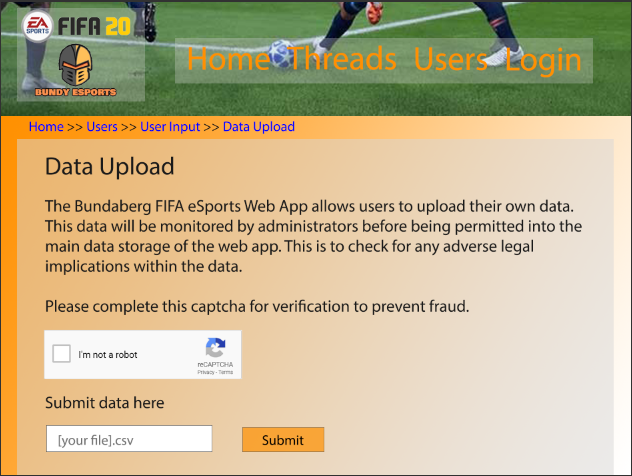 EA SPORTS FIFA 20
BUNDY ESPORTS
Home Threads Users Login
Home >> Users >> User Input >> Data Upload
Data Upload
The Bundaberg FIFA eSports Web App allows users to upload their own data.
This data will be monitored by administrators before being permitted into the
main data storage of the web app. This is to check for any adverse legal
implications within the data.
Please complete this captcha for verification to prevent fraud.
I'm not a robot
reCAPTCHA
Privacy - Terms
Submit data here
[your file].csv
Submit